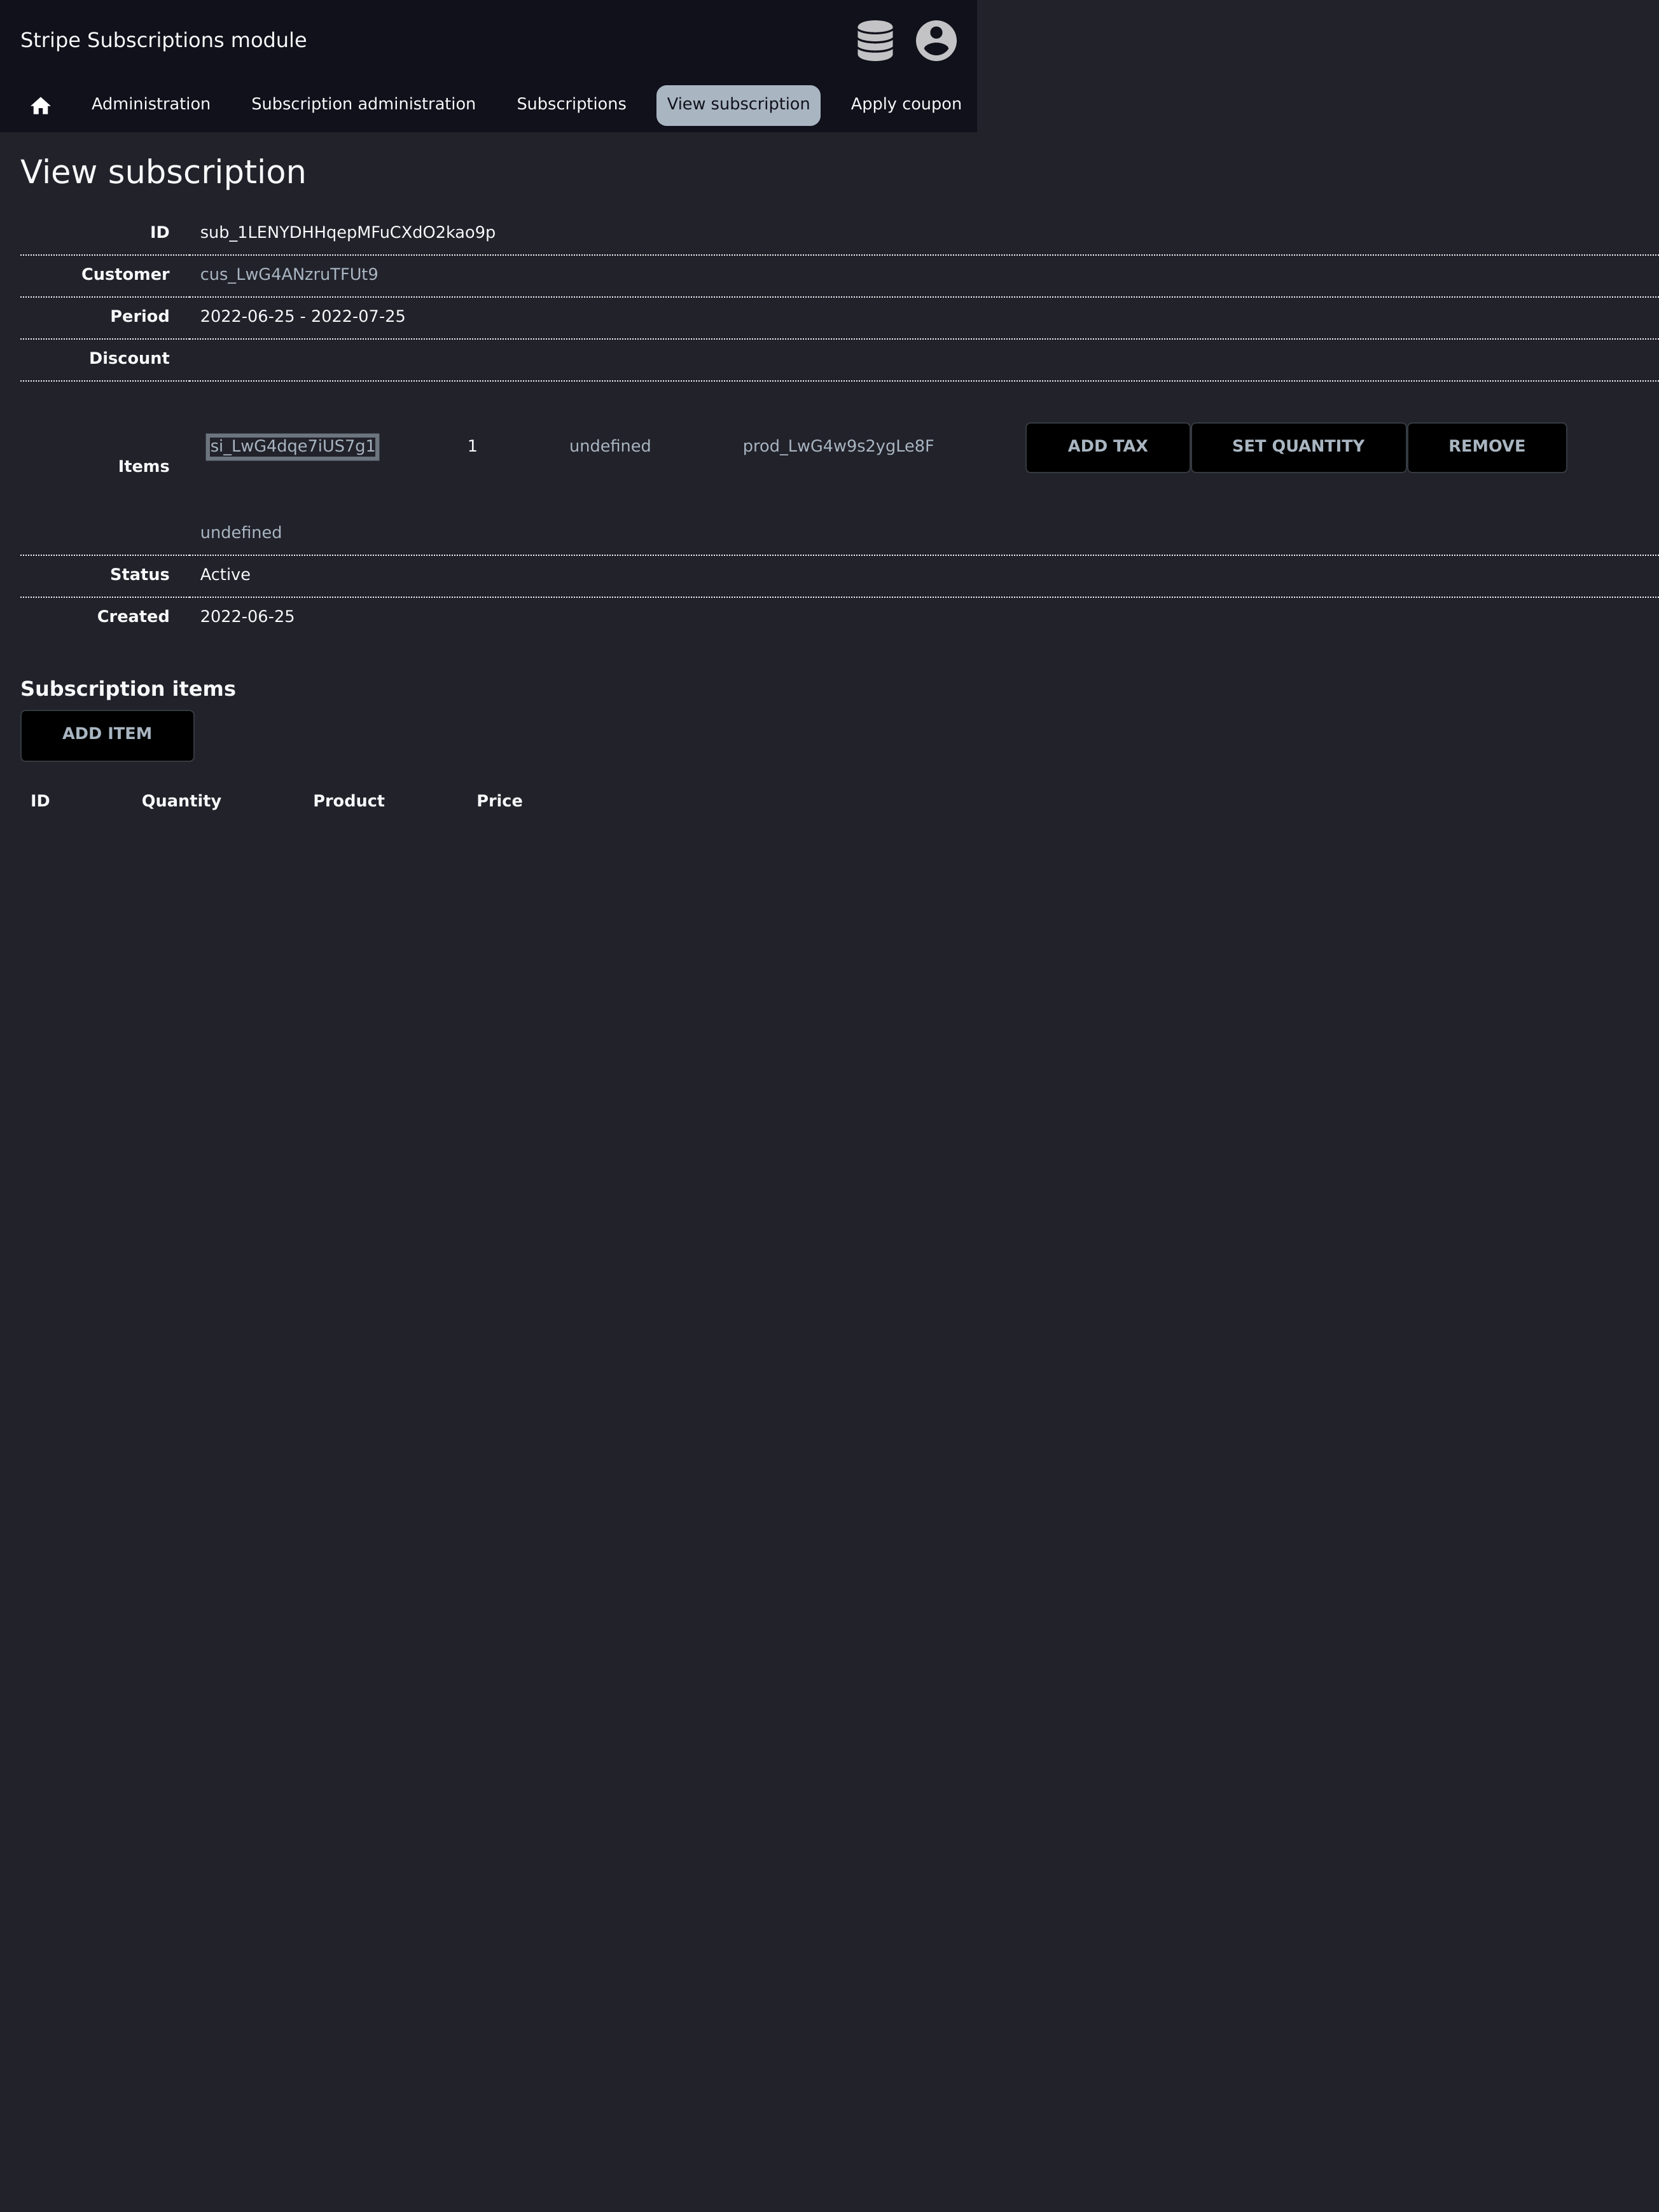 Stripe Subscriptions module
Administration Subscription administration Subscriptions View subscription Apply coupon
View subscription
ID sub_1LENYDHHqepMFuCXdO2kao9p
Customer cus_LwG4ANzruTFUt9
Period 2022-06-25 - 2022-07-25
Discount
Items si_LwG4dqe7iUS7g1 1 undefined prod_LwG4w9s2ygLe8F ADD TAX SET QUANTITY REMOVE
undefined
Status Active
Created 2022-06-25
Subscription items
ADD ITEM
ID Quantity Product Price